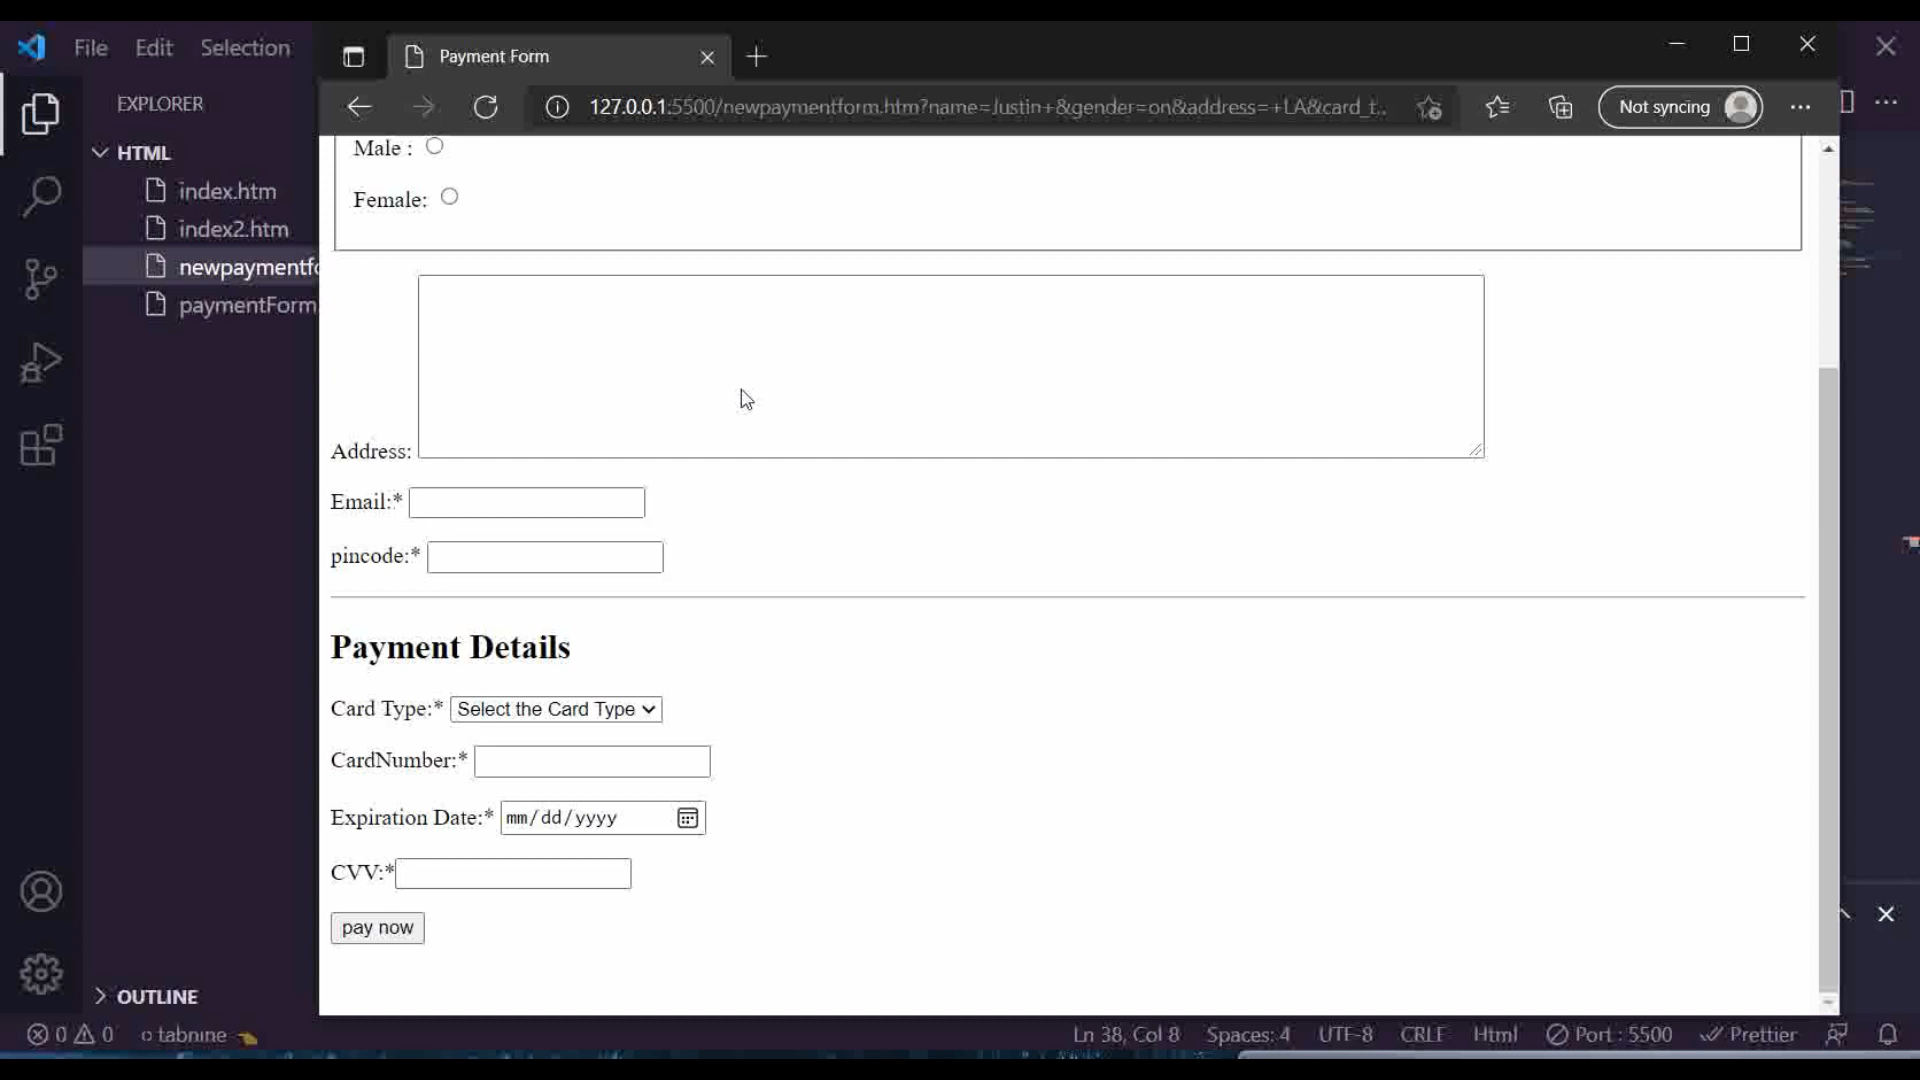 File Edit Selection
Payment Form
127.0.0.1:5500/newpaymentform.htm?name=Justin+&gender=on&address=+LA&card_t..
Not syncing
EXPLORER
HTML
index.htm
index2.htm
newpaymentfo
paymentForm
OUTLINE
Male :
Female:
Address:
Email:*
pincode:*
Payment Details
Card Type:* Select the Card Type
CardNumber:*
Expiration Date:* mm/dd/yyyy
CVV:*
pay now
0 0 tabnine Ln 38, Col 8 Spaces: 4 UTF-8 CRLF Html Port : 5500 Prettier